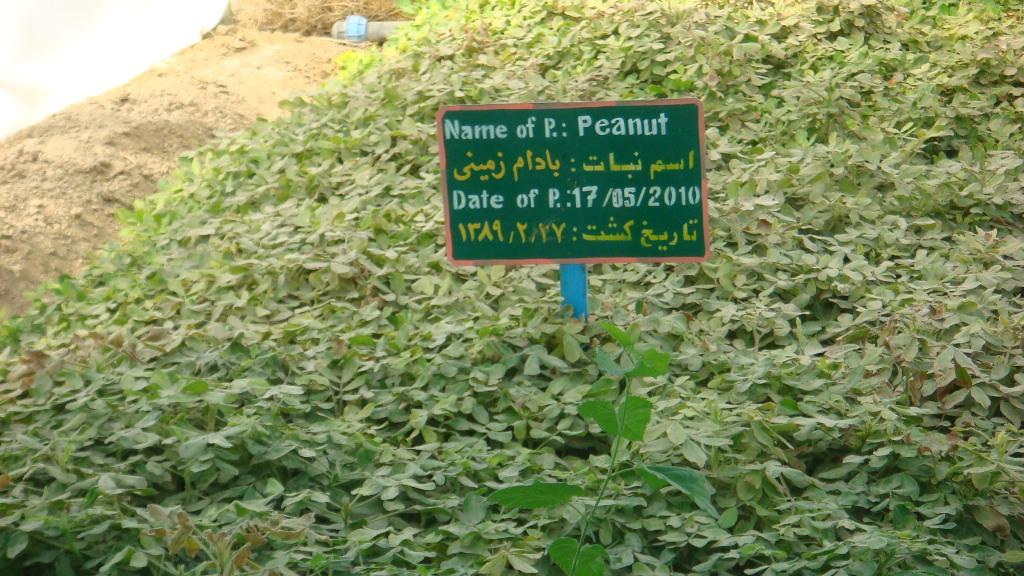 Name of P.: Peanut
اسم نبات : بادام زمینی
Date of P.:17/05/2010
تاریخ کشت : ۱۳۸۹/۲/۲۷